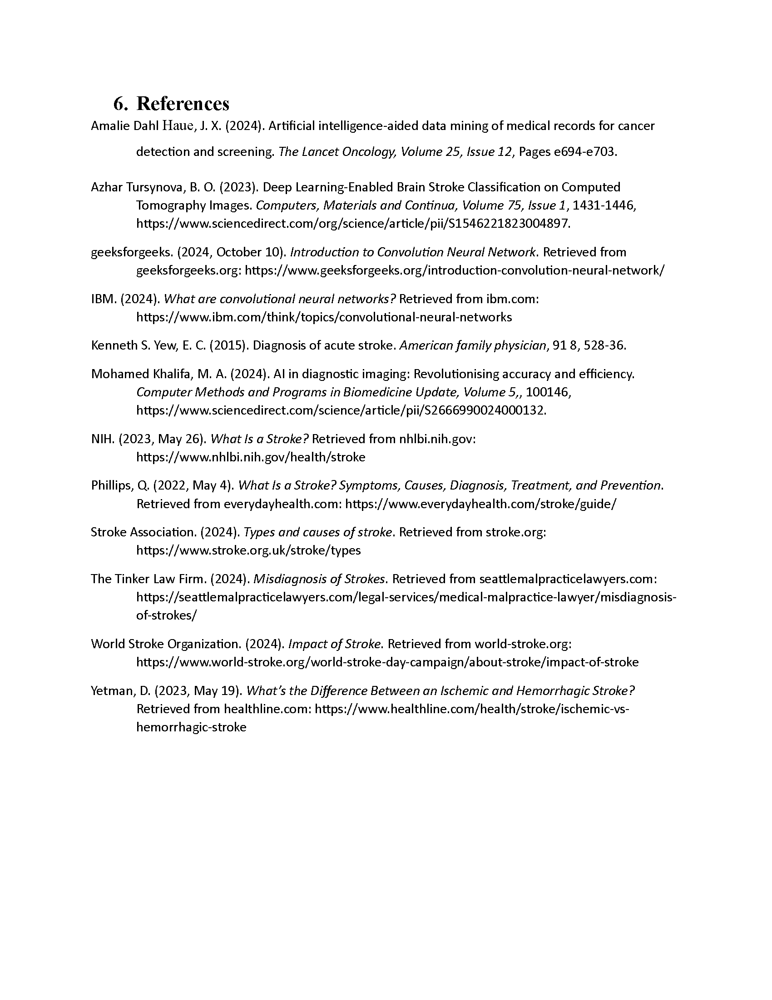 6. References
Amalie Dahl Haue, J. X. (2024). Artificial intelligence-aided data mining of medical records for cancer
detection and screening. The Lancet Oncology, Volume 25, Issue 12, Pages e694-e703.
Azhar Tursynova, B. O. (2023). Deep Learning-Enabled Brain Stroke Classification on Computed
Tomography Images. Computers, Materials and Continua, Volume 75, Issue 1, 1431-1446,
https://www.sciencedirect.com/org/science/article/pii/S1546221823004897.
geeksforgeeks. (2024, October 10). Introduction to Convolution Neural Network. Retrieved from
geeksforgeeks.org: https://www.geeksforgeeks.org/introduction-convolution-neural-network/
IBM. (2024). What are convolutional neural networks? Retrieved from ibm.com:
https://www.ibm.com/think/topics/convolutional-neural-networks
Kenneth S. Yew, E. C. (2015). Diagnosis of acute stroke. American family physician, 91 8, 528-36.
Mohamed Khalifa, M. A. (2024). AI in diagnostic imaging: Revolutionising accuracy and efficiency.
Computer Methods and Programs in Biomedicine Update, Volume 5,, 100146,
https://www.sciencedirect.com/science/article/pii/S2666990024000132.
NIH. (2023, May 26). What Is a Stroke? Retrieved from nhlbi.nih.gov:
https://www.nhlbi.nih.gov/health/stroke
Phillips, Q. (2022, May 4). What Is a Stroke? Symptoms, Causes, Diagnosis, Treatment, and Prevention.
Retrieved from everydayhealth.com: https://www.everydayhealth.com/stroke/guide/
Stroke Association. (2024). Types and causes of stroke. Retrieved from stroke.org:
https://www.stroke.org.uk/stroke/types
The Tinker Law Firm. (2024). Misdiagnosis of Strokes. Retrieved from seattlemalpracticelawyers.com:
https://seattlemalpracticelawyers.com/legal-services/medical-malpractice-lawyer/misdiagnosis-
of-strokes/
World Stroke Organization. (2024). Impact of Stroke. Retrieved from world-stroke.org:
https://www.world-stroke.org/world-stroke-day-campaign/about-stroke/impact-of-stroke
Yetman, D. (2023, May 19). What’s the Difference Between an Ischemic and Hemorrhagic Stroke?
Retrieved from healthline.com: https://www.healthline.com/health/stroke/ischemic-vs-
hemorrhagic-stroke